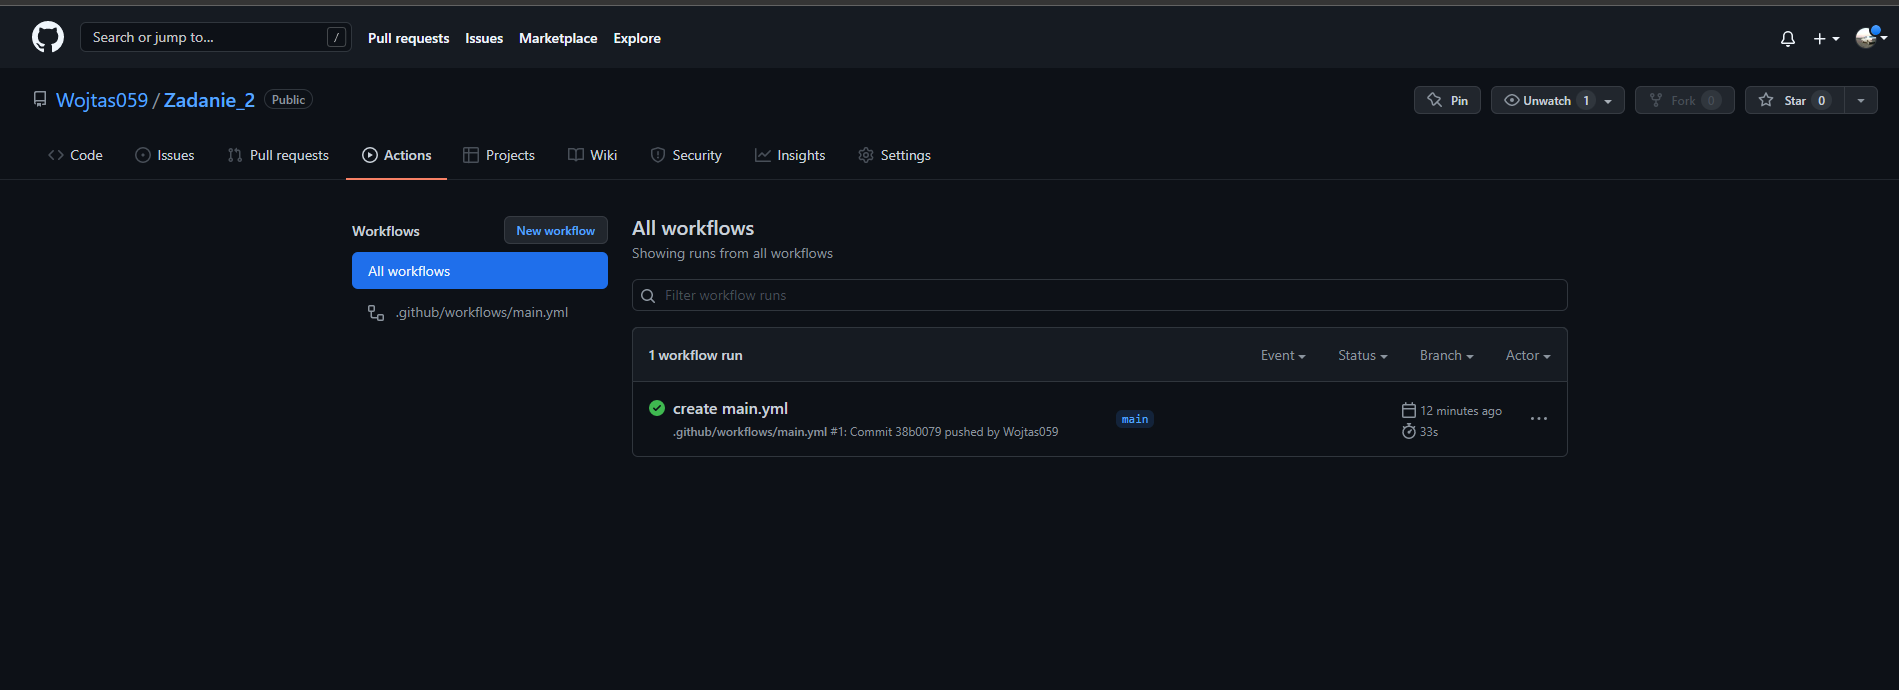 Search or jump to... / Pull requests Issues Marketplace Explore
Wojtas059 / Zadanie_2 Public Pin Unwatch 1 Fork 0 Star 0
Code Issues Pull requests Actions Projects Wiki Security Insights Settings
Workflows New workflow
All workflows
.github/workflows/main.yml
All workflows
Showing runs from all workflows
Filter workflow runs
1 workflow run Event Status Branch Actor
create main.yml
.github/workflows/main.yml #1: Commit 38b0079 pushed by Wojtas059
main
12 minutes ago
33s